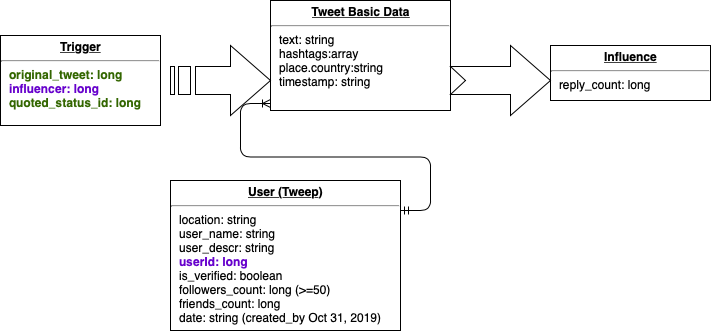 Tweet Basic Data
text: string
hashtags:array
place.country:string
timestamp: string
Trigger
original_tweet: long
influencer: long
quoted_status_id: long
Influence
reply_count: long
User (Tweep)
location: string
user_name: string
user_descr: string
userId: long
is_verified: boolean
followers_count: long (>=50)
friends_count: long
date: string (created_by Oct 31, 2019)